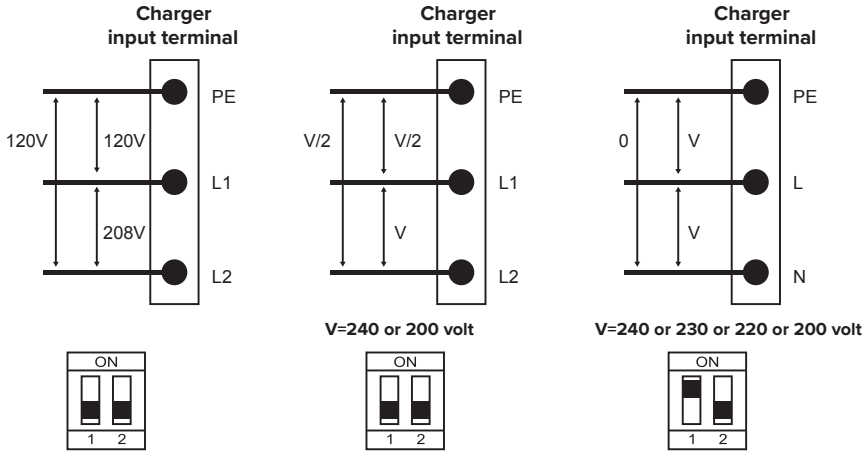 Charger
input terminal
PE
120V
120V
L1
208V
L2
ON
1 2
Charger
input terminal
PE
V/2
V/2
L1
V
L2
V=240 or 200 volt
ON
1 2
Charger
input terminal
PE
0
V
L
V
N
V=240 or 230 or 220 or 200 volt
ON
1 2